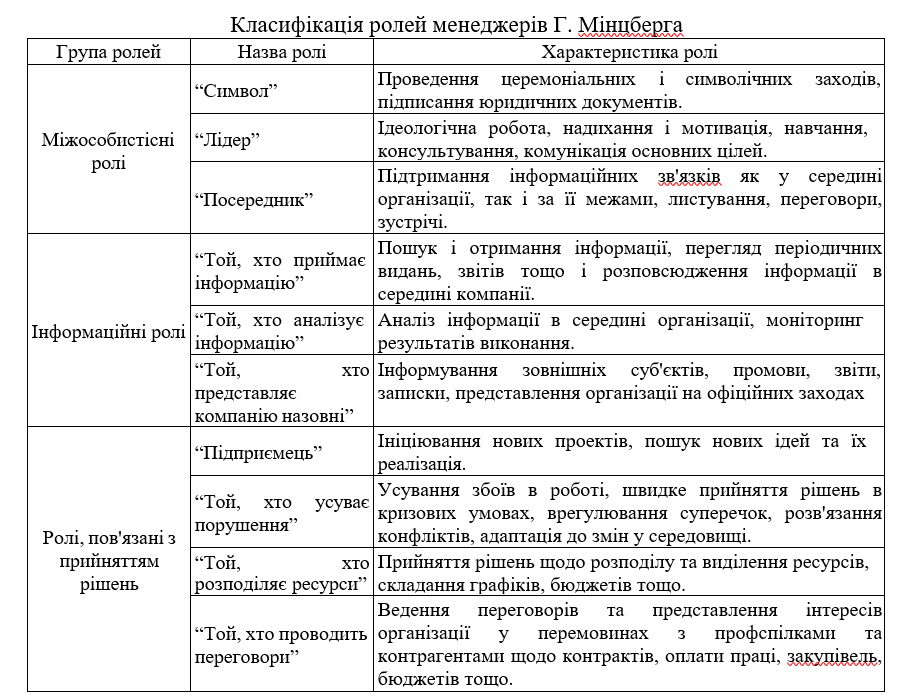 Класифікація ролей менеджерів Г. Мінцберга
Група ролей
Назва ролі
Характеристика ролі
Міжособистісні
ролі
“Символ”
Проведення церемоніальних і символічних заходів,
підписання юридичних документів.
“Лідер”
Ідеологічна робота, надихання і мотивація, навчання,
консультування, комунікація основних цілей.
“Посередник”
Підтримання інформаційних зв'язків як у середині
організації, так і за її межами, листування, переговори,
зустрічі.
Інформаційні ролі
“Той, хто приймає
інформацію”
Пошук і отримання інформації, перегляд періодичних
видань, звітів тощо і розповсюдження інформації в
середині компанії.
“Той, хто аналізує
інформацію”
Аналіз інформації в середині організації, моніторинг
результатів виконання.
“Той, хто
представляє
компанію назовні”
Інформування зовнішніх суб'єктів, промови, звіти,
записки, представлення організації на офіційних заходах
Ролі, пов'язані з
прийняттям
рішень
“Підприємець”
Ініціювання нових проектів, пошук нових ідей та їх
реалізація.
“Той, хто усуває
порушення”
Усування збоїв в роботі, швидке прийняття рішень в
кризових умовах, врегулювання суперечок, розв'язання
конфліктів, адаптація до змін у середовищі.
“Той, хто
розподіляє ресурси”
Прийняття рішень щодо розподілу та виділення ресурсів,
складання графіків, бюджетів тощо.
“Той, хто проводить
переговори”
Ведення переговорів та представлення інтересів
організації у перемовинах з профспілками та
контрагентами щодо контрактів, оплати праці, закупівель,
бюджетів тощо.